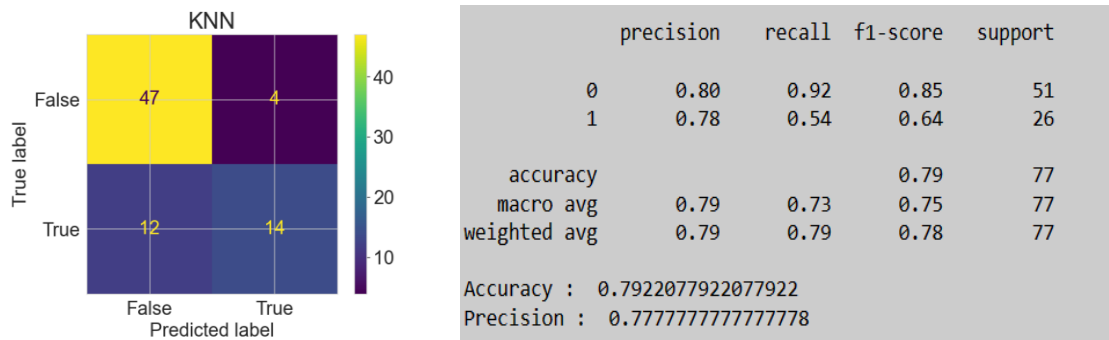 KNN
True label
False
47
4
True
12
14
False
True
Predicted label
40
30
20
10
precision recall f1-score support
0 0.80 0.92 0.85 51
1 0.78 0.54 0.64 26
accuracy 0.79 77
macro avg 0.79 0.73 0.75 77
weighted avg 0.79 0.79 0.78 77
Accuracy : 0.7922077922077922
Precision : 0.7777777777777778